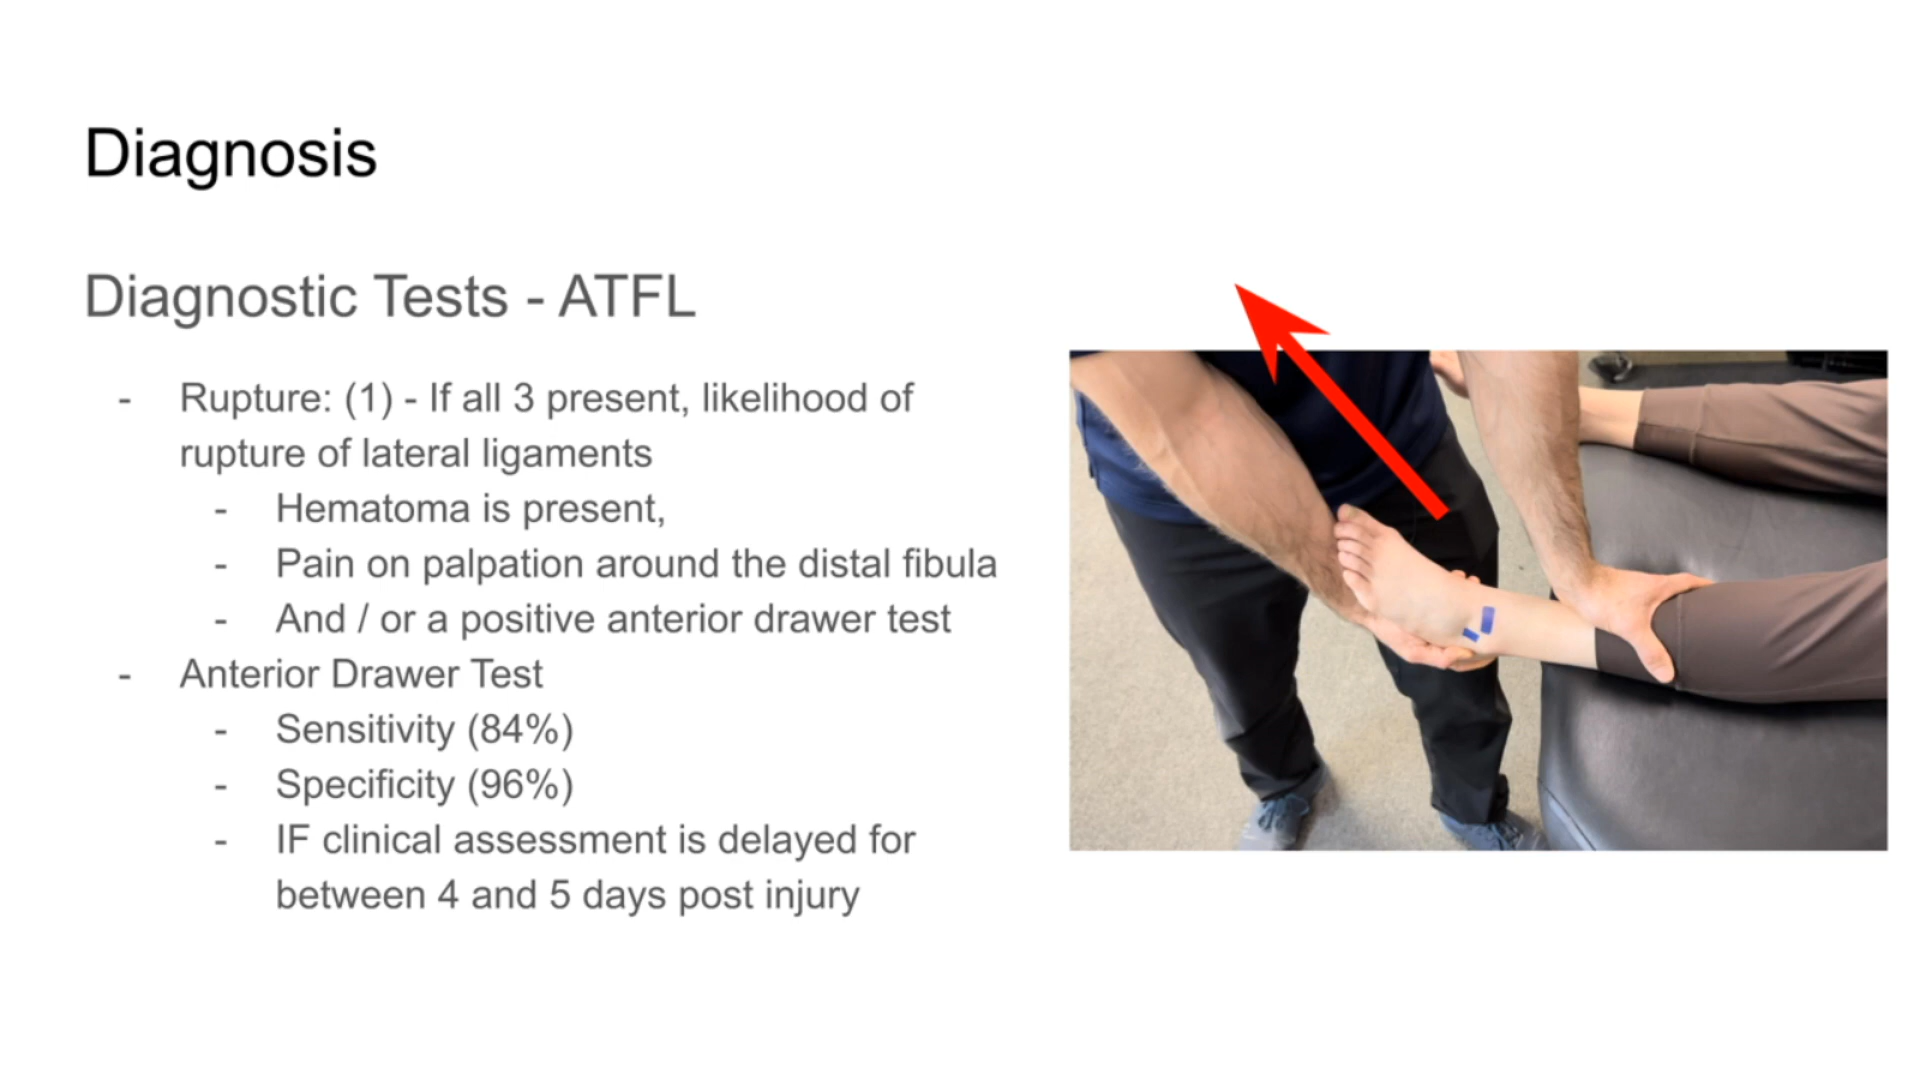 Diagnosis
Diagnostic Tests - ATFL
- Rupture: (1) - If all 3 present, likelihood of
rupture of lateral ligaments
- Hematoma is present,
- Pain on palpation around the distal fibula
- And / or a positive anterior drawer test
- Anterior Drawer Test
- Sensitivity (84%)
- Specificity (96%)
- IF clinical assessment is delayed for
between 4 and 5 days post injury